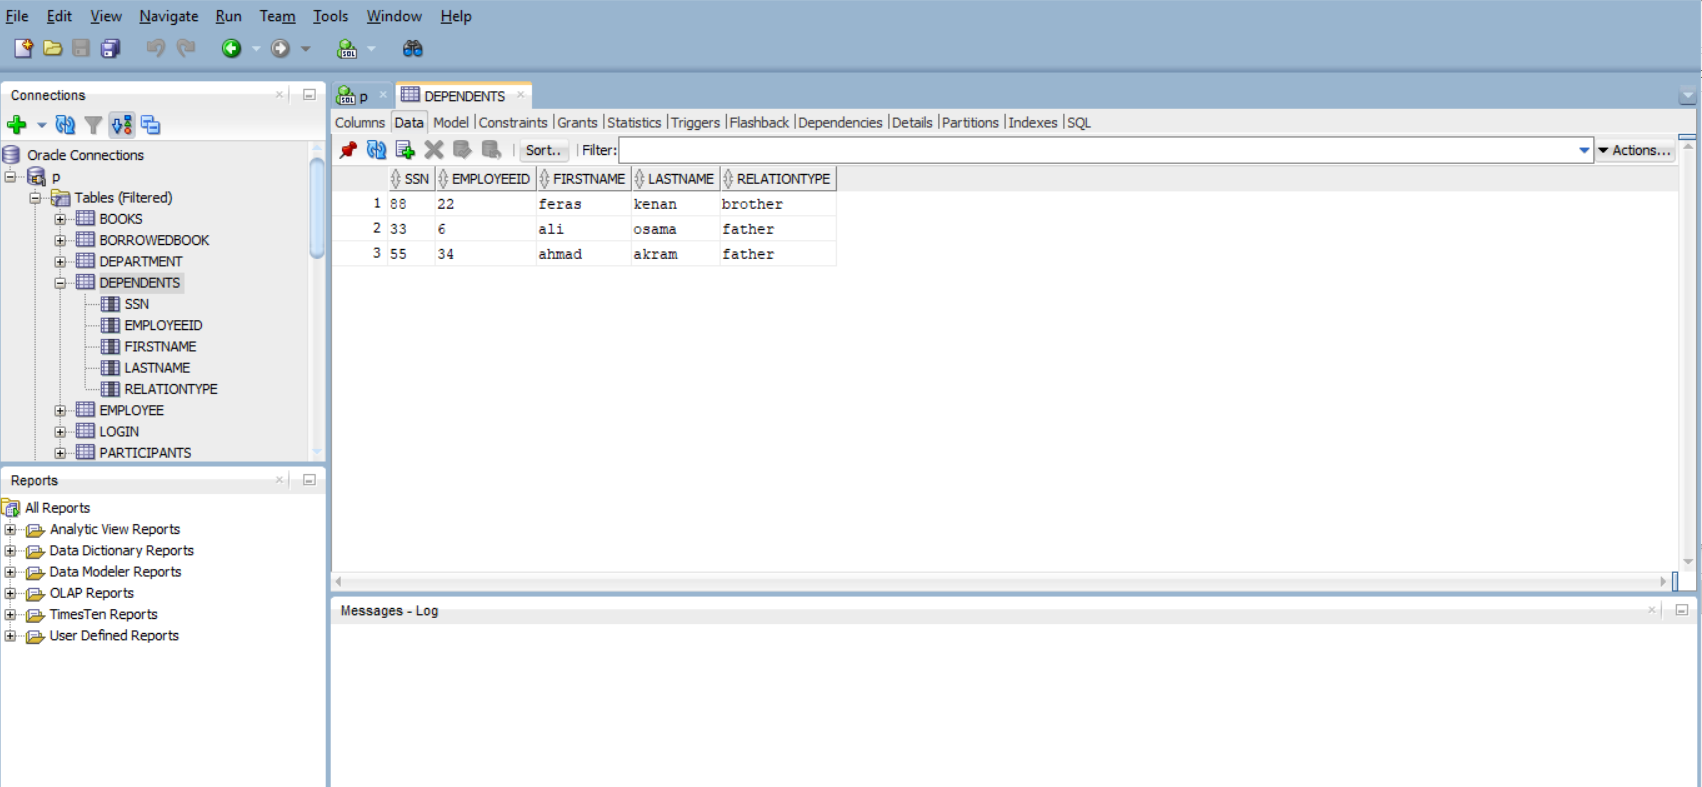 File Edit View Navigate Run Team Tools Window Help
Connections
Oracle Connections
p
Tables (Filtered)
BOOKS
BORROWEDBOOK
DEPARTMENT
DEPENDENTS
SSN
EMPLOYEEID
FIRSTNAME
LASTNAME
RELATIONTYPE
EMPLOYEE
LOGIN
PARTICIPANTS
Reports
All Reports
Analytic View Reports
Data Dictionary Reports
Data Modeler Reports
OLAP Reports
TimesTen Reports
User Defined Reports
SQL p DEPENDENTS
Columns Data Model Constraints Grants Statistics Triggers Flashback Dependencies Details Partitions Indexes SQL
Sort.. Filter: Actions...
SSN EMPLOYEEID FIRSTNAME LASTNAME RELATIONTYPE
1 88 22 feras kenan brother
2 33 6 ali osama father
3 55 34 ahmad akram father
Messages - Log